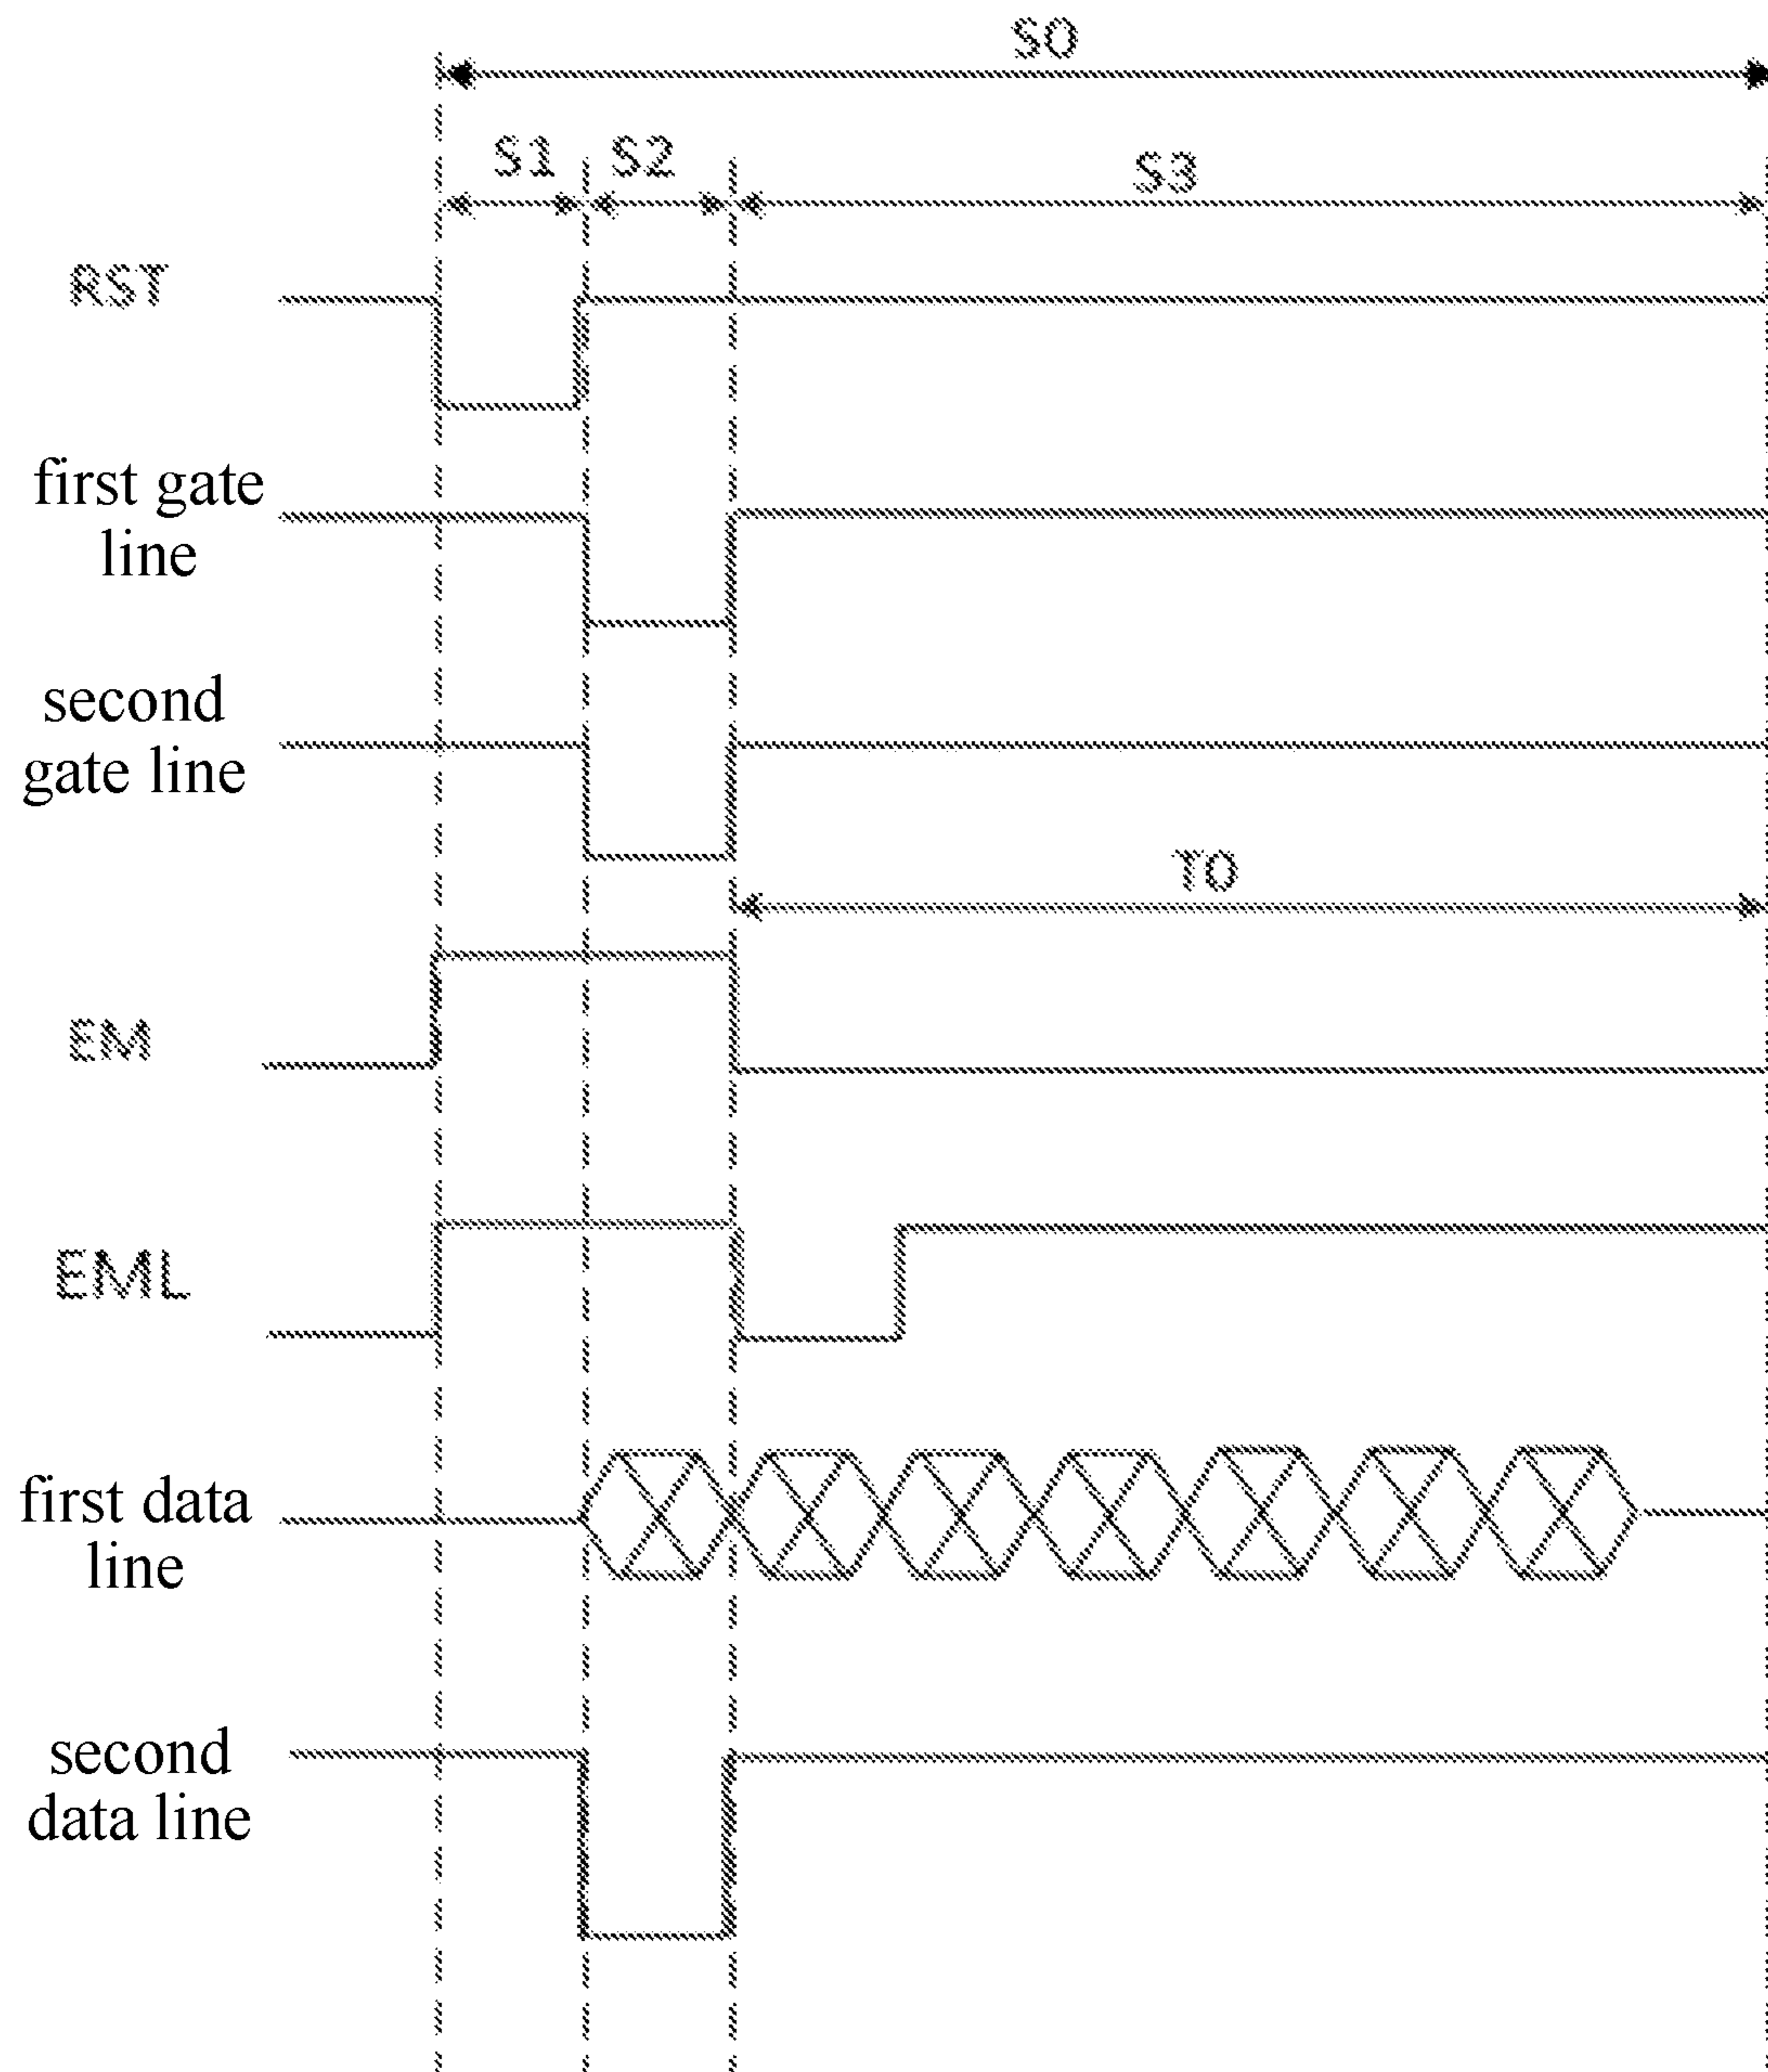 S0
S1
S2
S3
RST
first gate
line
second
gate line
T0
EM
EML
first data
line
second
data line